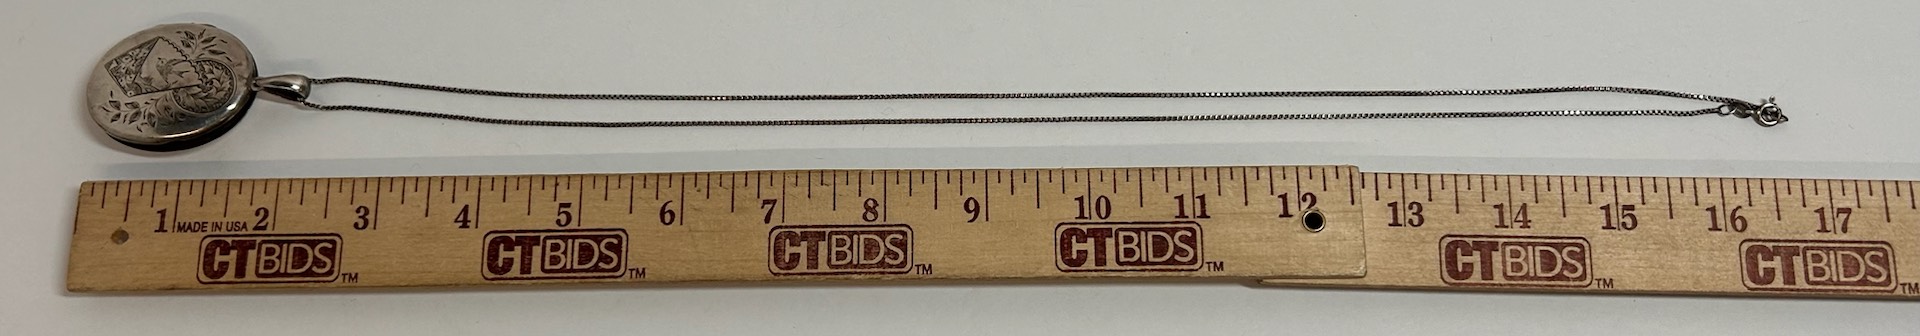 1 MADE IN USA 2 3 4 5 6 7 8 9 10 11 12 13 14 15 16 17
CTBIDS™ CTBIDS™ CTBIDS™ CTBIDS™ CTBIDS™ CTBIDS™